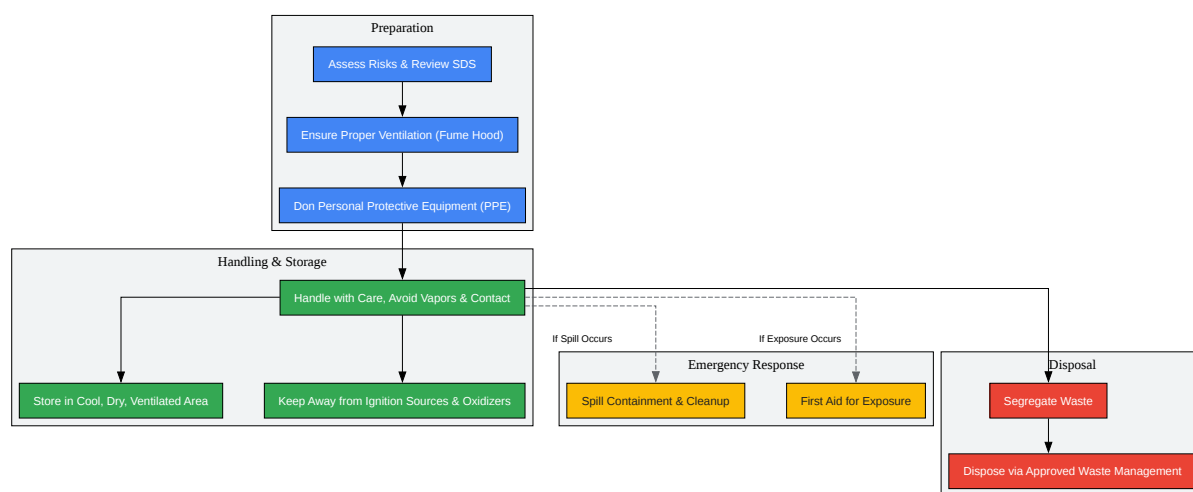 Preparation
Assess Risks & Review SDS
Ensure Proper Ventilation (Fume Hood)
Don Personal Protective Equipment (PPE)
Handling & Storage
Handle with Care, Avoid Vapors & Contact
Store in Cool, Dry, Ventilated Area
Keep Away from Ignition Sources & Oxidizers
If Spill Occurs
If Exposure Occurs
Emergency Response
Spill Containment & Cleanup
First Aid for Exposure
Disposal
Segregate Waste
Dispose via Approved Waste Management